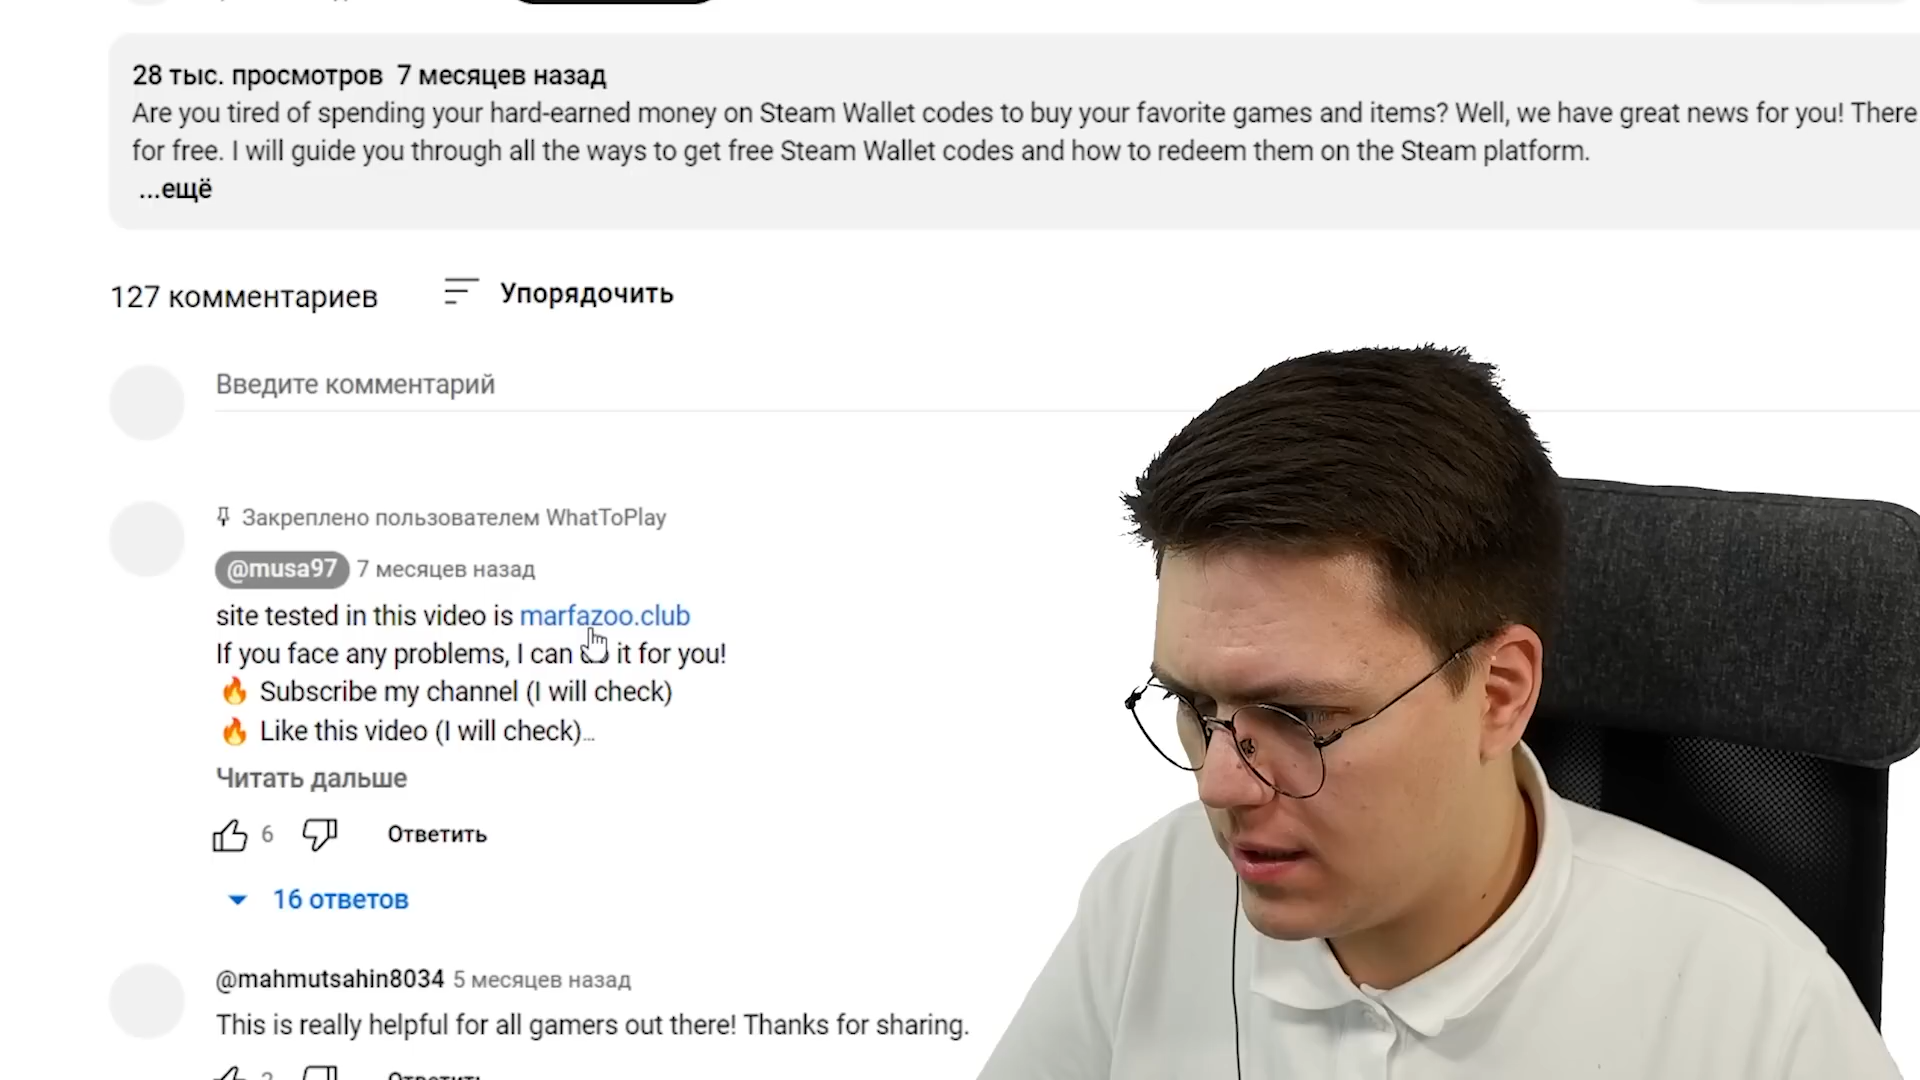 28 тыс. просмотров 7 месяцев назад
Are you tired of spending your hard-earned money on Steam Wallet codes to buy your favorite games and items? Well, we have great news for you! There
for free. I will guide you through all the ways to get free Steam Wallet codes and how to redeem them on the Steam platform.
...ещё
127 комментариев Упорядочить
Введите комментарий
Закреплено пользователем WhatToPlay
@musa97 7 месяцев назад
site tested in this video is marfazoo.club
If you face any problems, I can it for you!
🔥 Subscribe my channel (I will check)
🔥 Like this video (I will check)...
Читать дальше
6 Ответить
16 ответов
@mahmutsahin8034 5 месяцев назад
This is really helpful for all gamers out there! Thanks for sharing.
Ответить